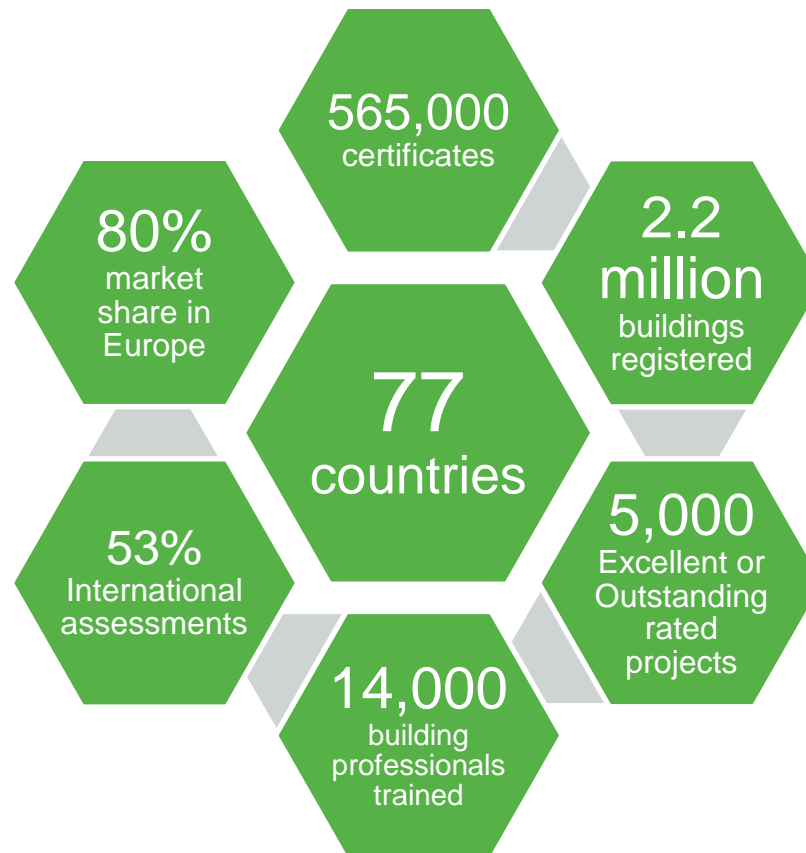 565,000
certificates
2.2
million
buildings
registered
80%
market
share in
Europe
77
countries
5,000
Excellent or
Outstanding
rated
projects
53%
International
assessments
14,000
building
professionals
trained